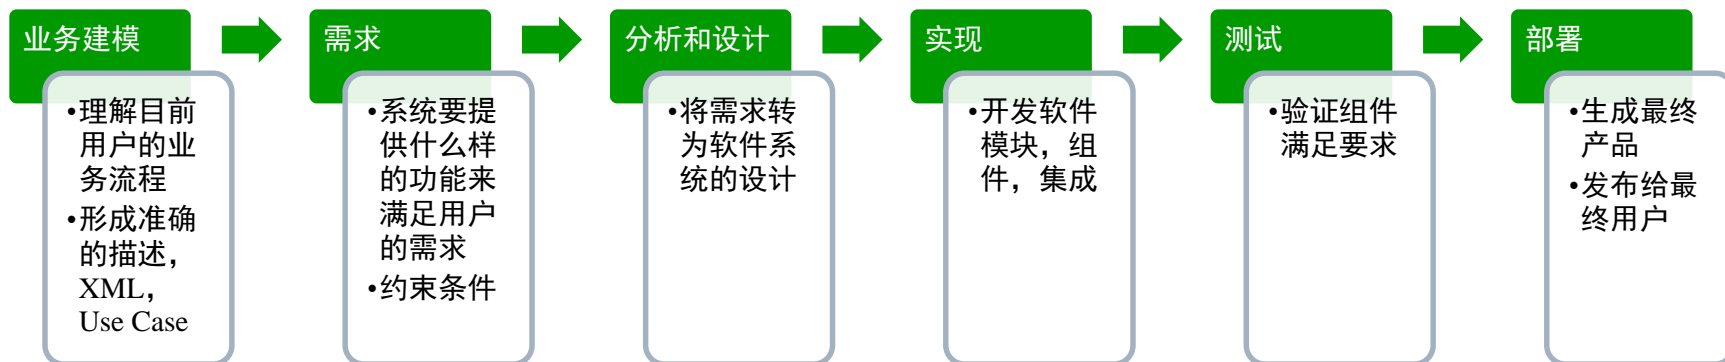 业务建模
•理解目前
用户的业
务流程
•形成准确
的描述，
XML，
Use Case
需求
•系统要提
供什么样
的功能来
满足用户
的需求
•约束条件
分析和设计
•将需求转
为软件系
统的设计
实现
•开发软件
模块，组
件，集成
测试
•验证组件
满足要求
部署
•生成最终
产品
•发布给最
终用户